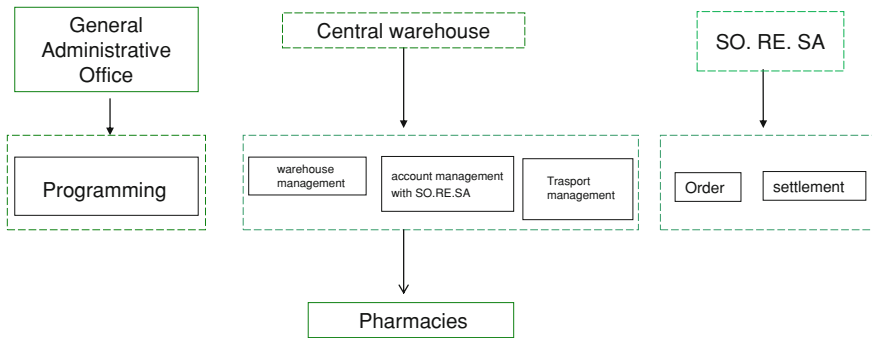 General
Administrative
Office
Central warehouse
SO. RE. SA
Programming
warehouse
management
account management
with SO.RE.SA
Trasport
management
Order
settlement
Pharmacies